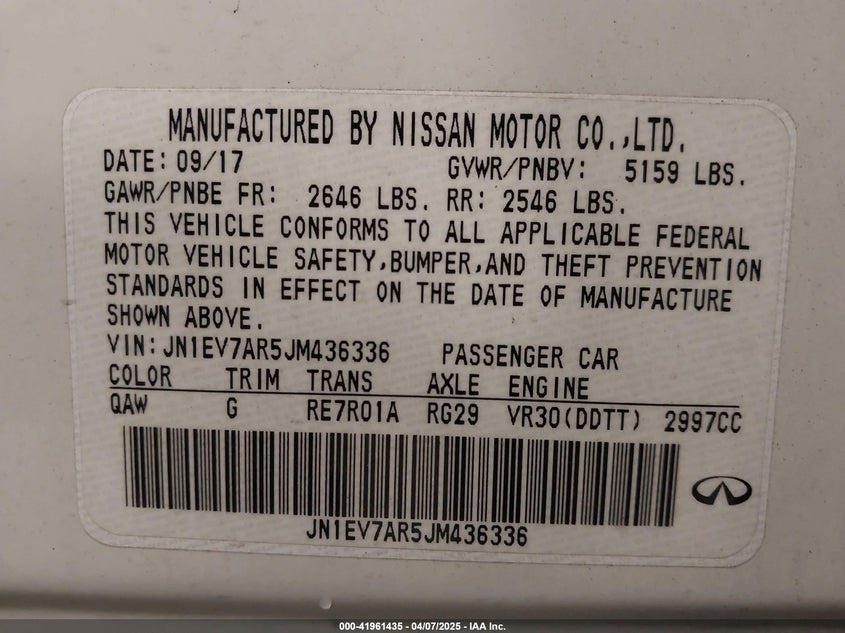 MANUFACTURED BY NISSAN MOTOR CO.,LTD.
DATE: 09/17 GVWR/PNBV: 5159 LBS.
GAWR/PNBE FR: 2646 LBS. RR: 2546 LBS.
THIS VEHICLE CONFORMS TO ALL APPLICABLE FEDERAL
MOTOR VEHICLE SAFETY,BUMPER,AND THEFT PREVENTION
STANDARDS IN EFFECT ON THE DATE OF MANUFACTURE
SHOWN ABOVE.
VIN:JN1EV7AR5JM436336 PASSENGER CAR
COLOR TRIM TRANS AXLE ENGINE
QAW G RE7R01A RG29 VR30(DDTT) 2997CC
JN1EV7AR5JM436336
000-41961435 - 04/07/2025 - IAA Inc.